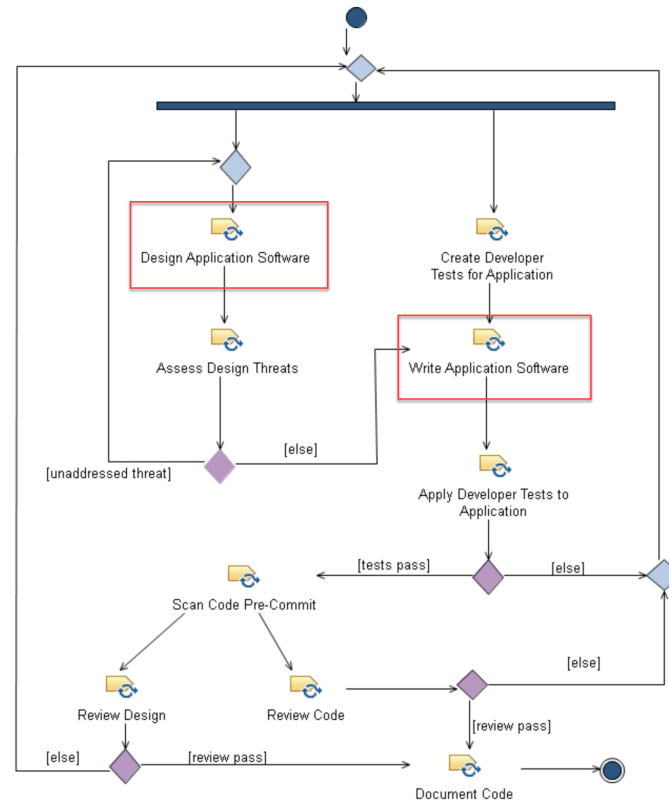 Design Application Software
Create Developer
Tests for Application
Assess Design Threats
Write Application Software
[else]
[unaddressed threat]
Apply Developer Tests to
Application
[tests pass]
[else]
Scan Code Pre-Commit
[else]
Review Design
Review Code
[review pass]
[else]
[review pass]
Document Code